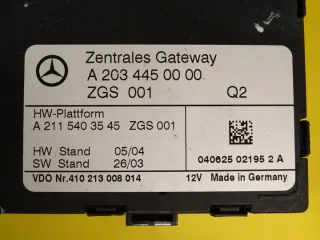 Zentrales Gateway
A 203 445 00 00
ZGS 001 Q2
HW-Plattform
A 211 540 35 45 ZGS 001
HW Stand 05/04
SW Stand 26/03
040625 02195 2 A
VDO Nr.410 213 008 014 12V Made in Germany